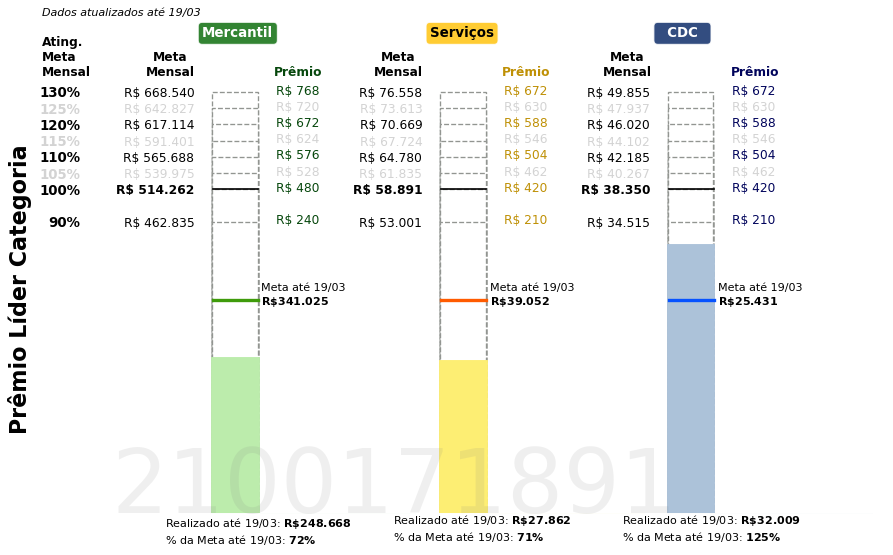 Dados atualizados até 19/03
Mercantil Serviços CDC
Ating.
Meta Meta Meta Meta
Mensal Mensal Prêmio Mensal Prêmio Mensal Prêmio
130% R$ 668.540 R$ 768 R$ 76.558 R$ 672 R$ 49.855 R$ 672
125% R$ 642.827 R$ 720 R$ 73.613 R$ 630 R$ 47.937 R$ 630
120% R$ 617.114 R$ 672 R$ 70.669 R$ 588 R$ 46.020 R$ 588
115% R$ 591.401 R$ 624 R$ 67.724 R$ 546 R$ 44.102 R$ 546
110% R$ 565.688 R$ 576 R$ 64.780 R$ 504 R$ 42.185 R$ 504
105% R$ 539.975 R$ 528 R$ 61.835 R$ 462 R$ 40.267 R$ 462
100% R$ 514.262 R$ 480 R$ 58.891 R$ 420 R$ 38.350 R$ 420
90% R$ 462.835 R$ 240 R$ 53.001 R$ 210 R$ 34.515 R$ 210
Prêmio Líder Categoria
Meta até 19/03 Meta até 19/03 Meta até 19/03
R$341.025 R$39.052 R$25.431
2100171891
Realizado até 19/03: R$248.668 Realizado até 19/03: R$27.862 Realizado até 19/03: R$32.009
% da Meta até 19/03: 72% % da Meta até 19/03: 71% % da Meta até 19/03: 125%